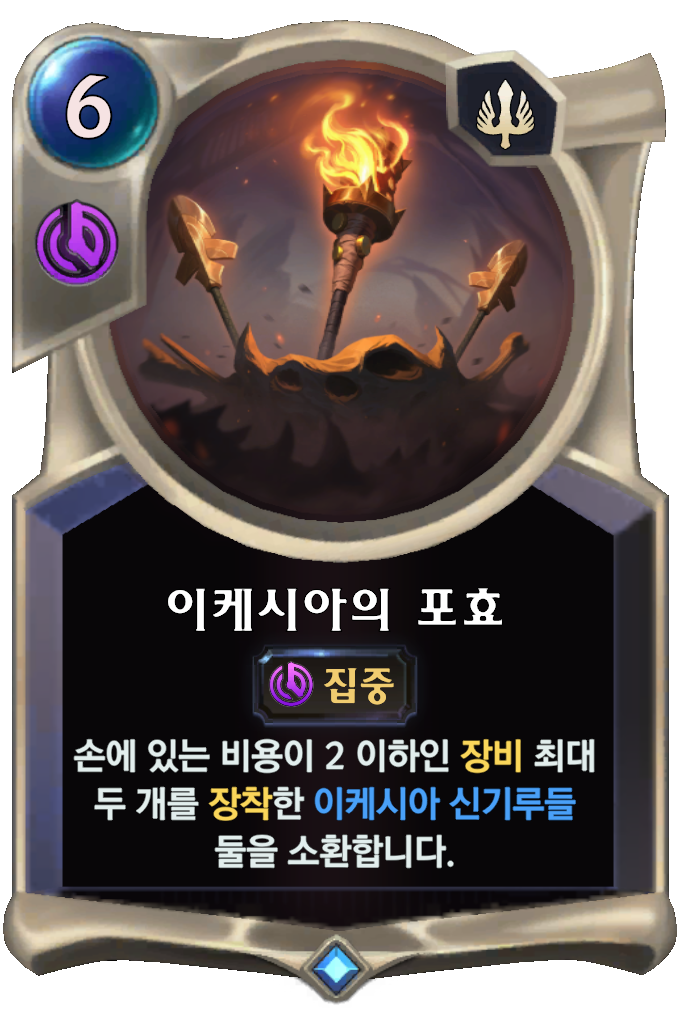 6
이케시아의 포효
집중
손에 있는 비용이 2 이하인 장비 최대
두 개를 장착한 이케시아 신기루들
둘을 소환합니다.